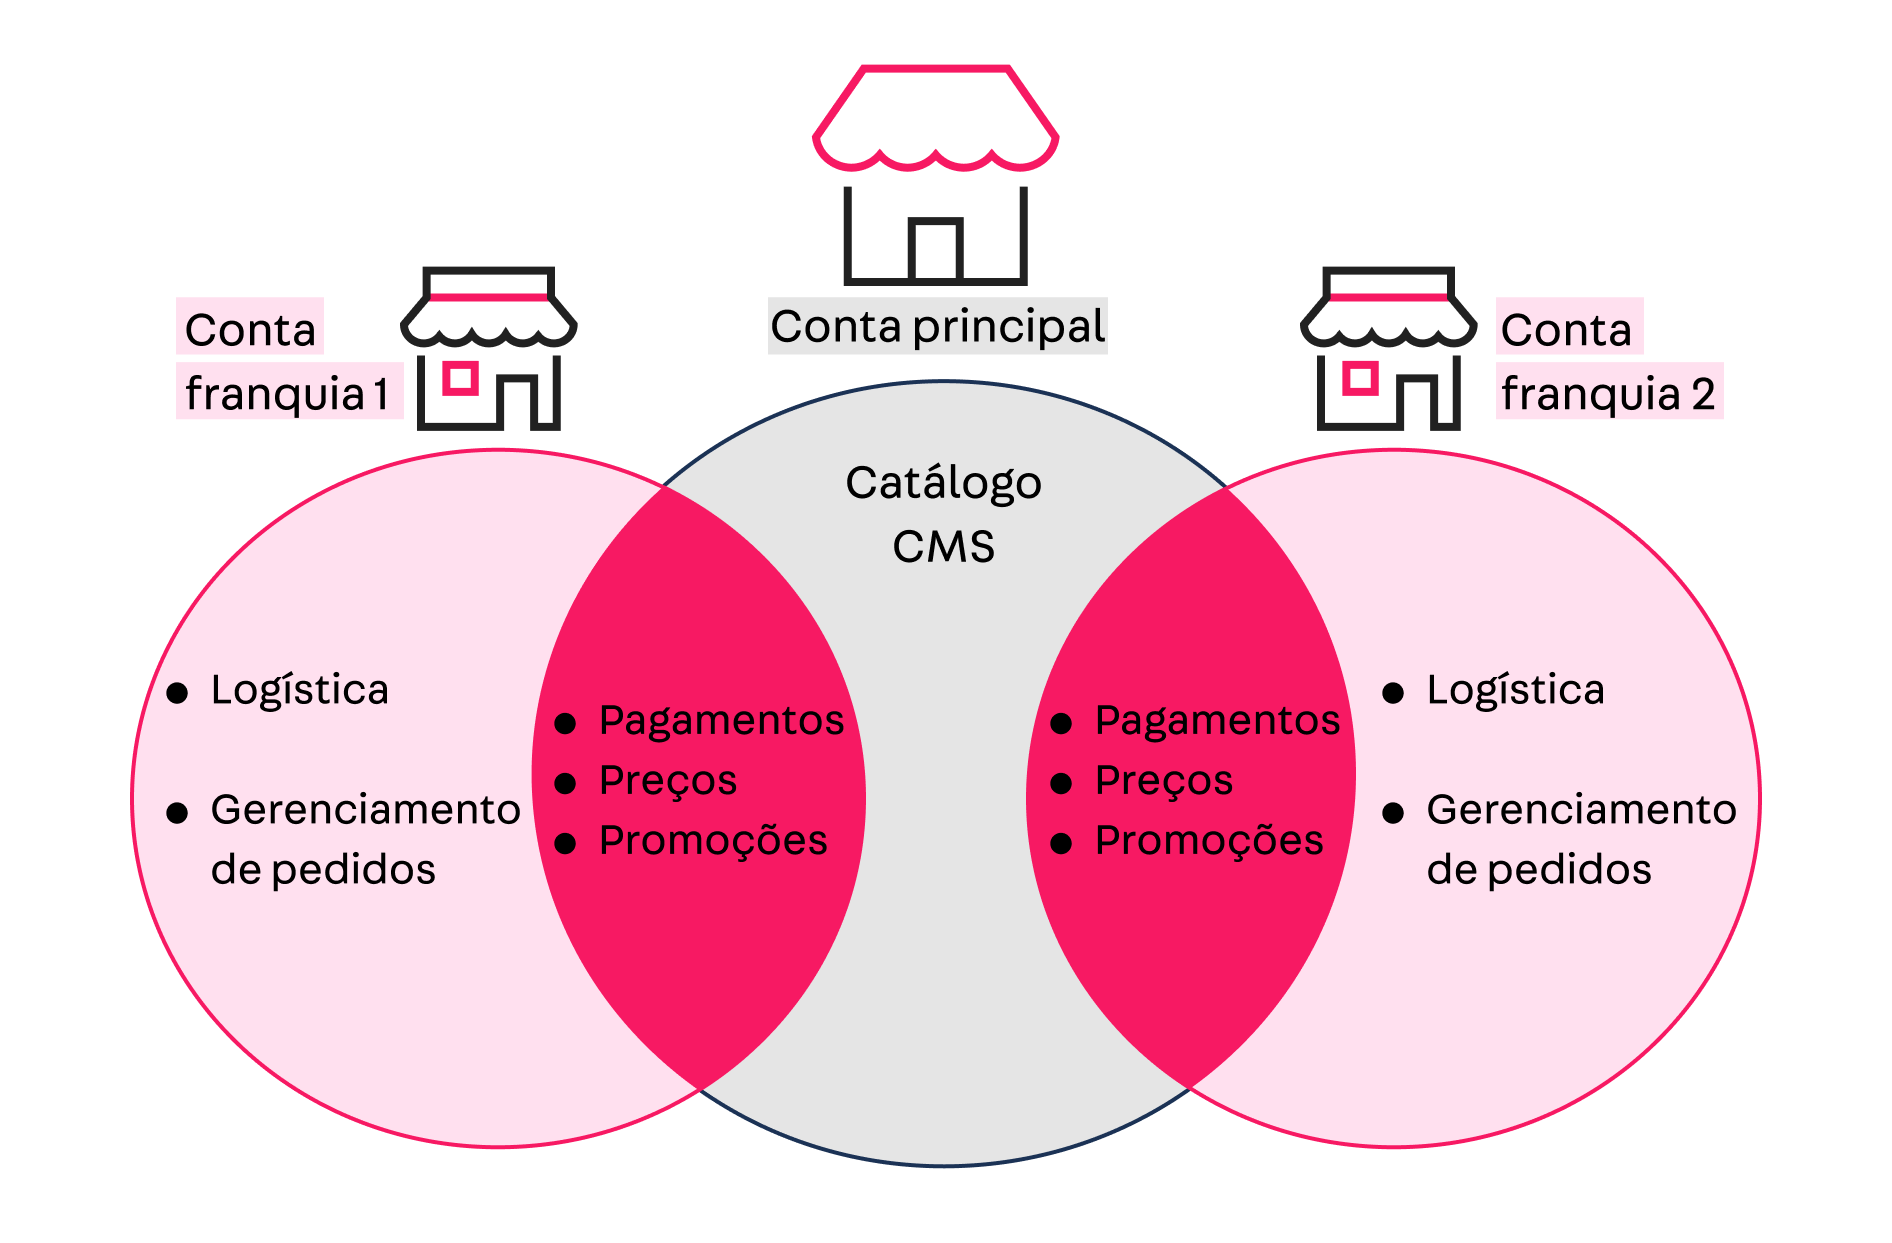 Conta principal
Conta
franquia 1
Conta
franquia 2
Catálogo
CMS
● Logística
● Gerenciamento
de pedidos
● Pagamentos
● Preços
● Promoções
● Pagamentos
● Preços
● Promoções
● Logística
● Gerenciamento
de pedidos